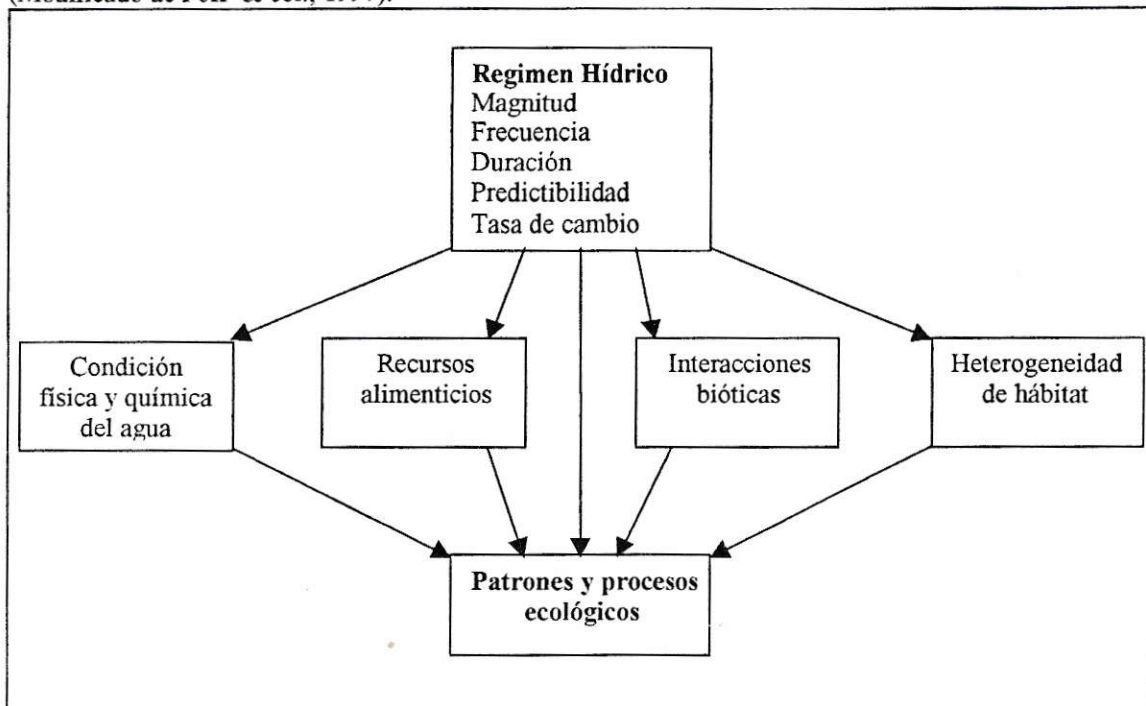 Regimen Hídrico
Magnitud
Frecuencia
Duración
Predictibilidad
Tasa de cambio
Condición
física y química
del agua
Recursos
alimenticios
Interacciones
bióticas
Heterogeneidad
de hábitat
Patrones y procesos
ecológicos